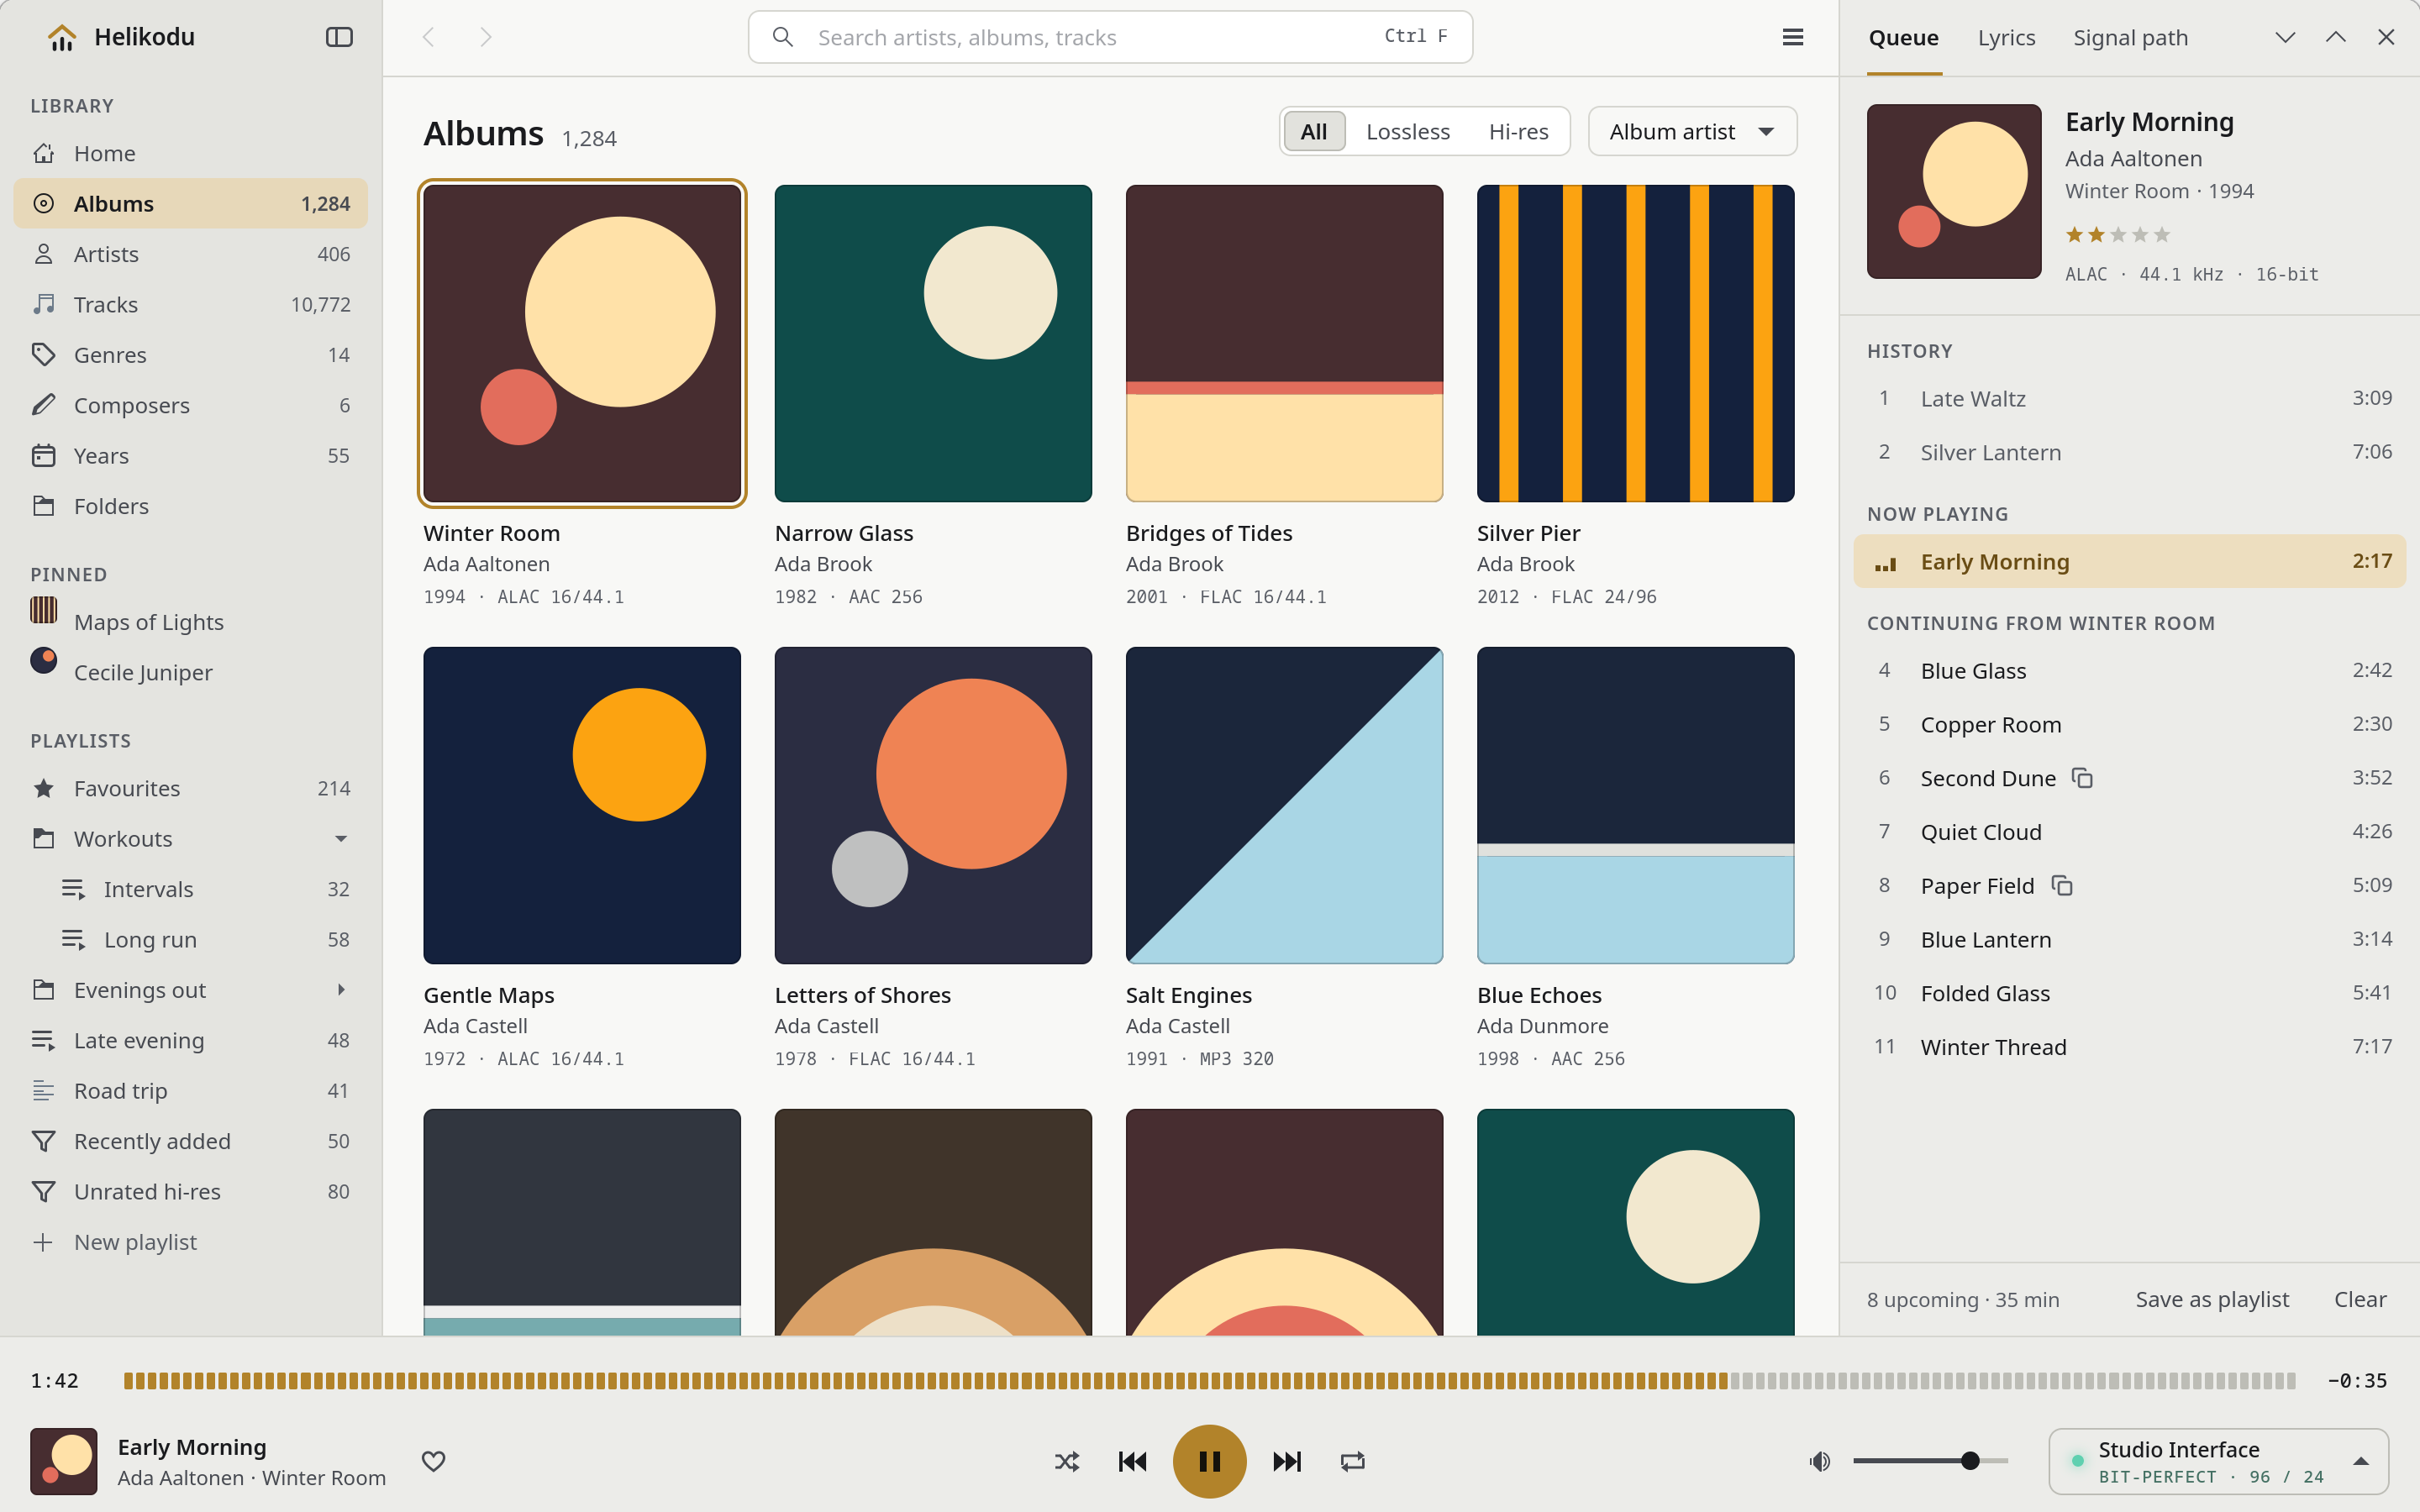 Helikodu
LIBRARY
Home
Albums 1,284
Artists 406
Tracks 10,772
Genres 14
Composers 6
Years 55
Folders
PINNED
Maps of Lights
Cecile Juniper
PLAYLISTS
Favourites 214
Workouts
Intervals 32
Long run 58
Evenings out
Late evening 48
Road trip 41
Recently added 50
Unrated hi-res 80
New playlist
Search artists, albums, tracks Ctrl F
Albums 1,284
All Lossless Hi-res Album artist
Winter Room
Ada Aaltonen
1994 · ALAC 16/44.1
Narrow Glass
Ada Brook
1982 · AAC 256
Bridges of Tides
Ada Brook
2001 · FLAC 16/44.1
Silver Pier
Ada Brook
2012 · FLAC 24/96
Gentle Maps
Ada Castell
1972 · ALAC 16/44.1
Letters of Shores
Ada Castell
1978 · FLAC 16/44.1
Salt Engines
Ada Castell
1991 · MP3 320
Blue Echoes
Ada Dunmore
1998 · AAC 256
Queue Lyrics Signal path
Early Morning
Ada Aaltonen
Winter Room · 1994
ALAC · 44.1 kHz · 16-bit
HISTORY
1 Late Waltz 3:09
2 Silver Lantern 7:06
NOW PLAYING
Early Morning 2:17
CONTINUING FROM WINTER ROOM
4 Blue Glass 2:42
5 Copper Room 2:30
6 Second Dune 3:52
7 Quiet Cloud 4:26
8 Paper Field 5:09
9 Blue Lantern 3:14
10 Folded Glass 5:41
11 Winter Thread 7:17
8 upcoming · 35 min Save as playlist Clear
1:42 −0:35
Early Morning
Ada Aaltonen · Winter Room
Studio Interface
BIT-PERFECT · 96 / 24